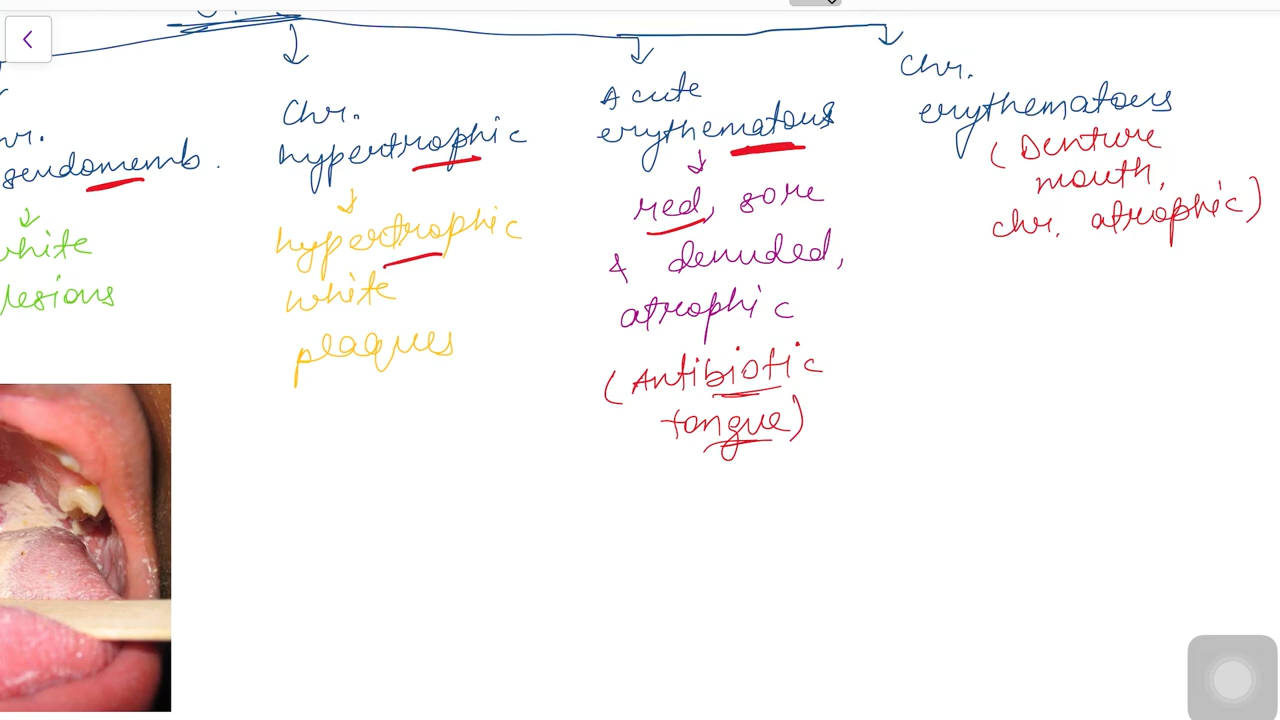 Chr.
hypertrophic
hypertrophic
white
plaques
Acute
erythematous
red, sore
& denuded,
atrophic
(Antibiotic
tongue)
Chr.
erythematous
(Denture
mouth,
chr. atrophic)
white
lesions